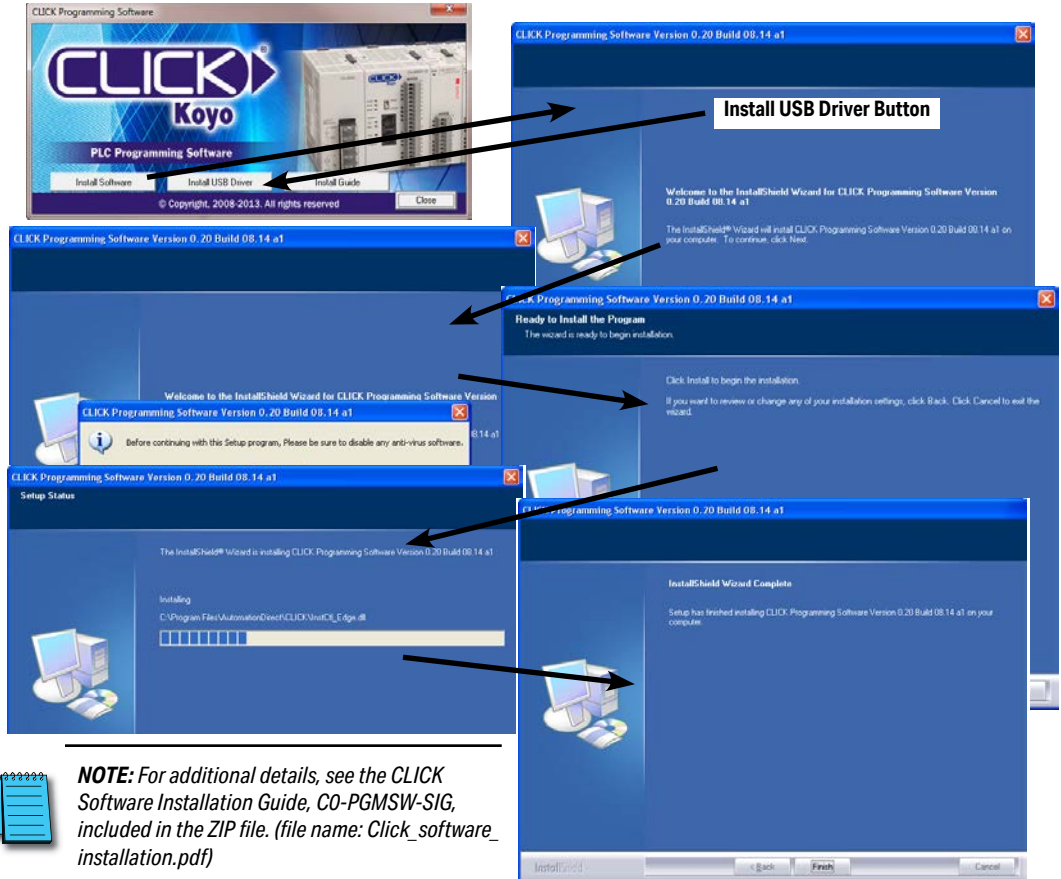 CLICK Programming Software
CLICK®
CLICK
Koyo
PLC Programming Software
Install Software
Install USB Driver
Install Guide
© Copyright, 2008-2013. All rights reserved
Close
CLICK Programming Software Version 0.20 Build 08.14 a1
Install USB Driver Button
Welcome to the InstallShield Wizard for CLICK Programming Software Version
0.20 Build 08.14 a1
The InstallShield® Wizard will install CLICK Programming Software Version 0.20 Build 08.14 a1 on
your computer. To continue, click Next.
CLICK Programming Software Version 0.20 Build 08.14 a1
Welcome to the InstallShield Wizard for CLICK Programming Software Version
8.14 a1
CLICK Programming Software Version 0.20 Build 08.14 a1
Before continuing with this Setup program, Please be sure to disable any anti-virus software.
CLICK Programming Software Version 0.20 Build 08.14 a1
Ready to Install the Program
The wizard is ready to begin installation.
Click Install to begin the installation.
If you want to review or change any of your installation settings, click Back. Click Cancel to exit the
wizard.
CLICK Programming Software Version 0.20 Build 08.14 a1
Setup Status
The InstallShield® Wizard is installing CLICK Programming Software Version 0.20 Build 08.14 a1
Installing
C:\Program Files\AutomationDirect\CLICK\InstCtl_Edge.dll
CLICK Programming Software Version 0.20 Build 08.14 a1
InstallShield Wizard Complete
Setup has finished installing CLICK Programming Software Version 0.20 Build 08.14 a1 on your
computer.
InstallShield
< Back
Finish
Cancel
NOTE: For additional details, see the CLICK
Software Installation Guide, C0-PGMSW-SIG,
included in the ZIP file. (file name: Click_software_
installation.pdf)